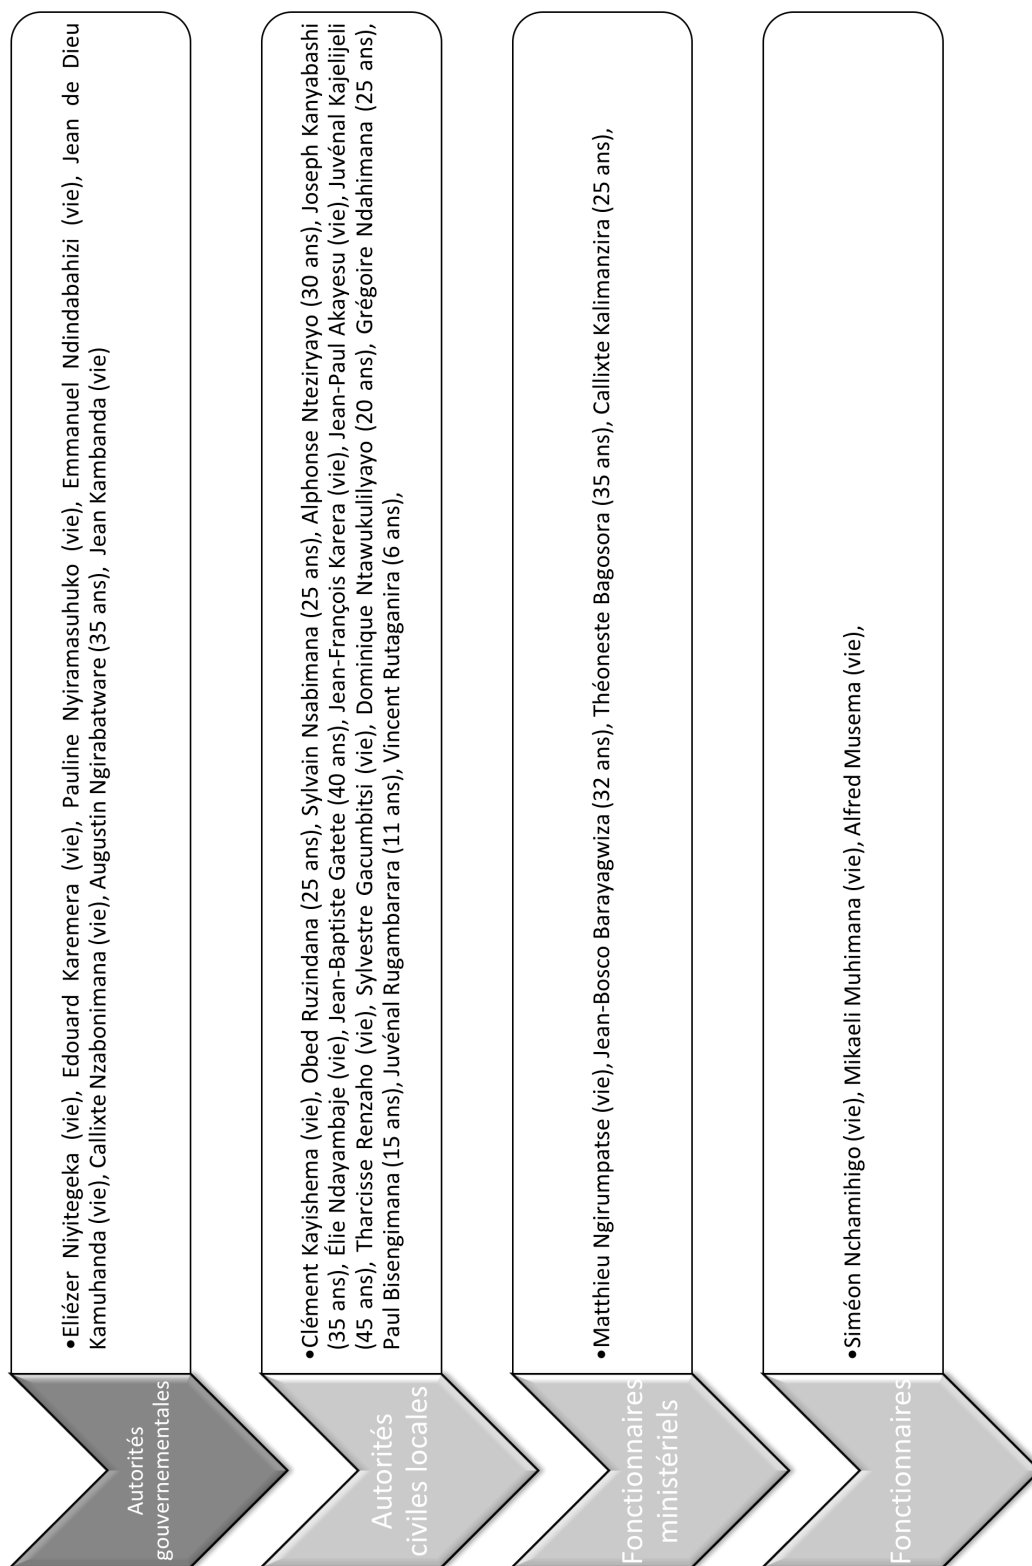 Autorités
gouvernementales
•Eliézer Niyitegeka (vie), Edouard Karemera (vie), Pauline Nyiramasuhuko (vie), Emmanuel Ndindabahizi (vie), Jean de Dieu
Kamuhanda (vie), Callixte Nzabonimana (vie), Augustin Ngirabatware (35 ans), Jean Kambanda (vie)
Autorités
civiles locales
•Clément Kayishema (vie), Obed Ruzindana (25 ans), Sylvain Nsabimana (25 ans), Alphonse Nteziryayo (30 ans), Joseph Kanyabashi
(35 ans), Élie Ndayambaje (vie), Jean-Baptiste Gatete (40 ans), Jean-François Karera (vie), Jean-Paul Akayesu (vie), Juvénal Kajelijeli
(45 ans), Tharcisse Renzaho (vie), Sylvestre Gacumbitsi (vie), Dominique Ntawukulilyayo (20 ans), Grégoire Ndahimana (25 ans),
Paul Bisengimana (15 ans), Juvénal Rugambarara (11 ans), Vincent Rutaganira (6 ans),
Fonctionnaires
ministériels
•Matthieu Ngirumpatse (vie), Jean-Bosco Barayagwiza (32 ans), Théoneste Bagosora (35 ans), Callixte Kalimanzira (25 ans),
Fonctionnaires
•Siméon Nchamihigo (vie), Mikaeli Muhimana (vie), Alfred Musema (vie),